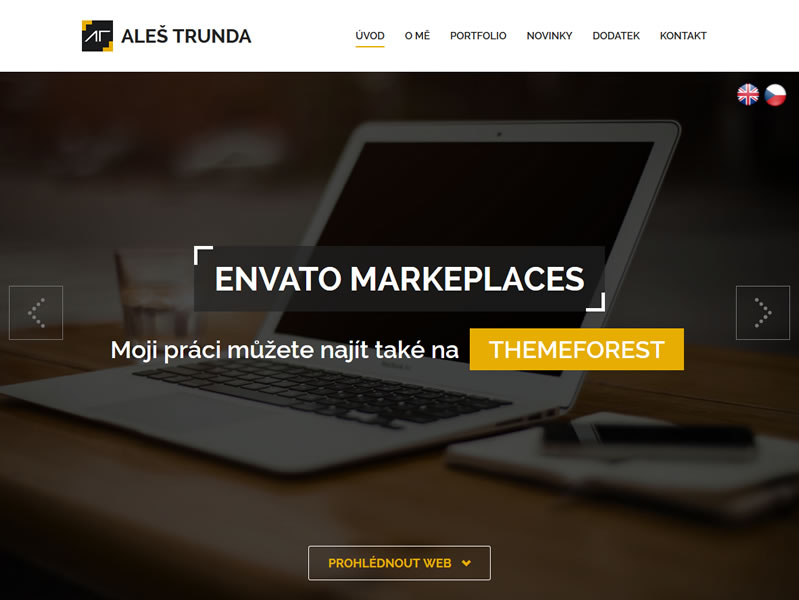 ALEŠ TRUNDA
ÚVOD O MĚ PORTFOLIO NOVINKY DODATEK KONTAKT
ENVATO MARKEPLACES
Moji práci můžete najít také na THEMEFOREST
PROHLÉDNOUT WEB